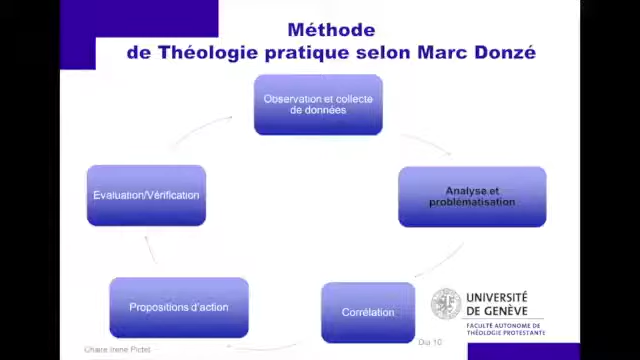 Méthode
de Théologie pratique selon Marc Donzé
Observation et collecte
de données
Evaluation/Vérification
Analyse et
problématisation
Propositions d'action
Corrélation
UNIVERSITÉ
DE GENÈVE
FACULTÉ AUTONOME DE
THÉOLOGIE PROTESTANTE
Chaire Irène Pictet
Dia 10